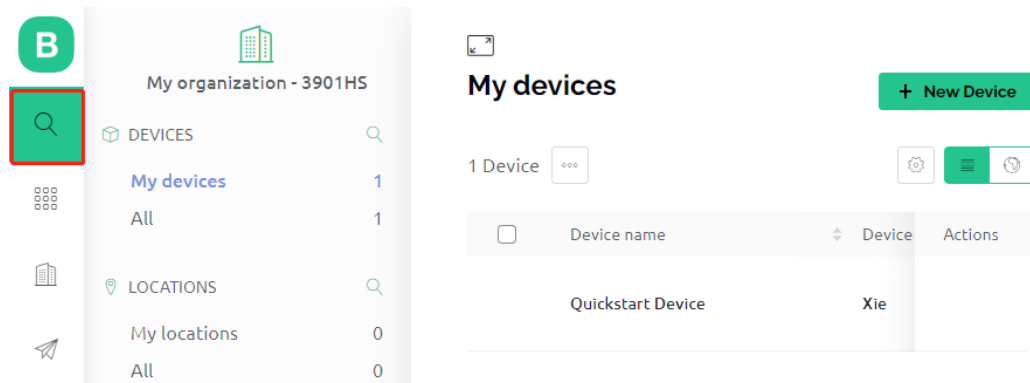 B
My organization - 3901HS
DEVICES
My devices 1
All 1
LOCATIONS
My locations 0
All 0
My devices
+ New Device
1 Device
Device name Device Actions
Quickstart Device Xie